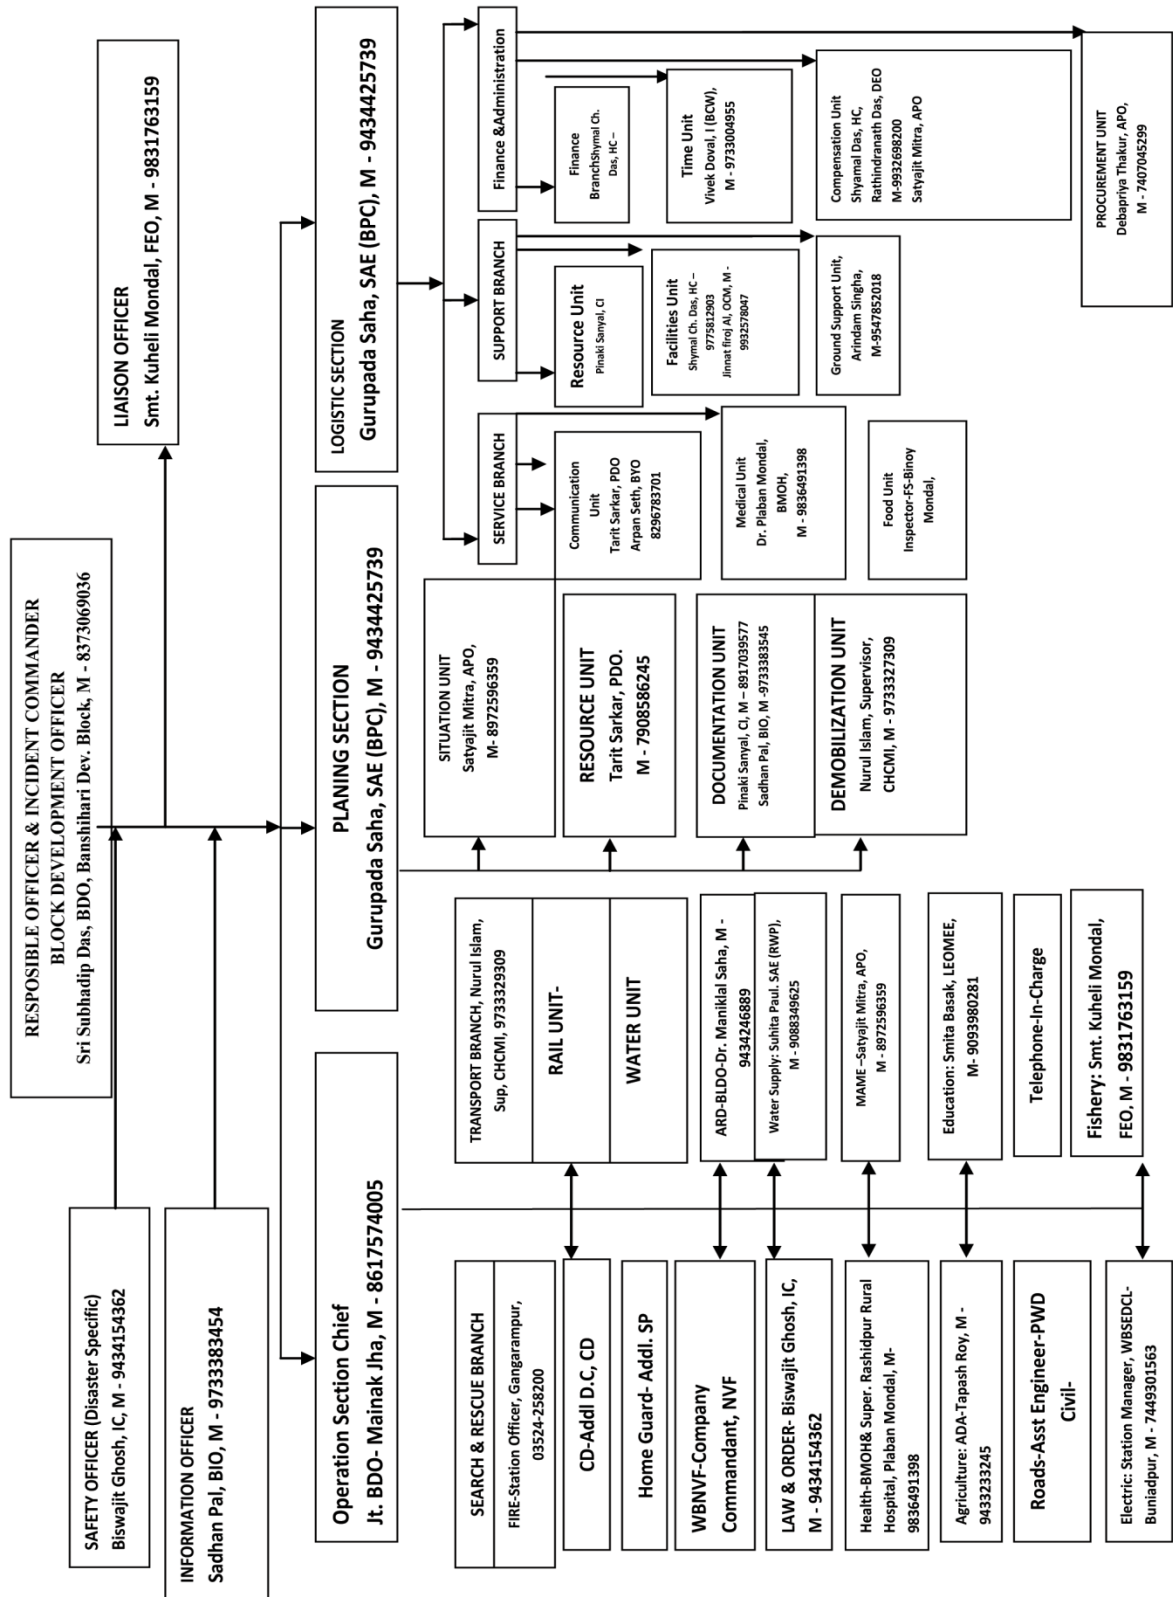 RESPOSIBLE OFFICER & INCIDENT COMMANDER
BLOCK DEVELOPMENT OFFICER
Sri Subhadip Das, BDO, Banshihari Dev. Block, M - 8373069036
SAFETY OFFICER (Disaster Specific)
Biswajit Ghosh, IC, M - 9434154362
LIAISON OFFICER
Smt. Kuheli Mondal, FEO, M - 9831763159
INFORMATION OFFICER
Sadhan Pal, BIO, M - 9733383454
Operation Section Chief
Jt. BDO- Mainak Jha, M - 8617574005
PLANING SECTION
Gurupada Saha, SAE (BPC), M - 9434425739
LOGISTIC SECTION
Gurupada Saha, SAE (BPC), M - 9434425739
SEARCH & RESCUE BRANCH
FIRE-Station Officer, Gangarampur,
03524-258200
CD-Addl D.C, CD
Home Guard- Addl. SP
WBNVF-Company
Commandant, NVF
LAW & ORDER- Biswajit Ghosh, IC,
M - 9434154362
Health-BMOH& Super. Rashidpur Rural
Hospital, Plaban Mondal, M-
9836491398
Agriculture: ADA-Tapash Roy, M -
9433233245
Roads-Asst Engineer-PWD
Civil-
Electric: Station Manager, WBSEDCL-
Buniadpur, M - 7449301563
TRANSPORT BRANCH, Nurul Islam,
Sup, CHCMI, 9733329309
RAIL UNIT-
WATER UNIT
ARD-BLDO-Dr. Maniklal Saha, M -
9434246889
Water Supply: Suhita Paul. SAE (RWP),
M - 9088349625
MAME –Satyajit Mitra, APO,
M - 8972596359
Education: Smita Basak, LEOMEE,
M- 9093980281
Telephone-In-Charge
Fishery: Smt. Kuheli Mondal,
FEO, M - 9831763159
SITUATION UNIT
Satyajit Mitra, APO,
M- 8972596359
RESOURCE UNIT
Tarit Sarkar, PDO.
M - 7908586245
DOCUMENTATION UNIT
Pinaki Sanyal, CI, M – 8917039577
Sadhan Pal, BIO, M -9733383545
DEMOBILIZATION UNIT
Nurul Islam, Supervisor,
CHCMI, M - 9733327309
SERVICE BRANCH
Communication
Unit
Tarit Sarkar, PDO
Arpan Seth, BYO
8296783701
Medical Unit
Dr. Plaban Mondal,
BMOH,
M - 9836491398
Food Unit
Inspector-FS-Binoy
Mondal,
SUPPORT BRANCH
Resource Unit
Pinaki Sanyal, CI
Facilities Unit
Shymal Ch. Das, HC –
9775812903
Jinnat firoj Al, OCM, M -
9932578047
Ground Support Unit,
Arindam Singha,
M-9547852018
Finance &Administration
Finance
BranchShymal Ch.
Das, HC –
Time Unit
Vivek Doval, I (BCW),
M - 9733004955
Compensation Unit
Shyamal Das, HC,
Rathindranath Das, DEO
M-9932698200
Satyajit Mitra, APO
PROCUREMENT UNIT
Debapriya Thakur, APO,
M - 7407045299